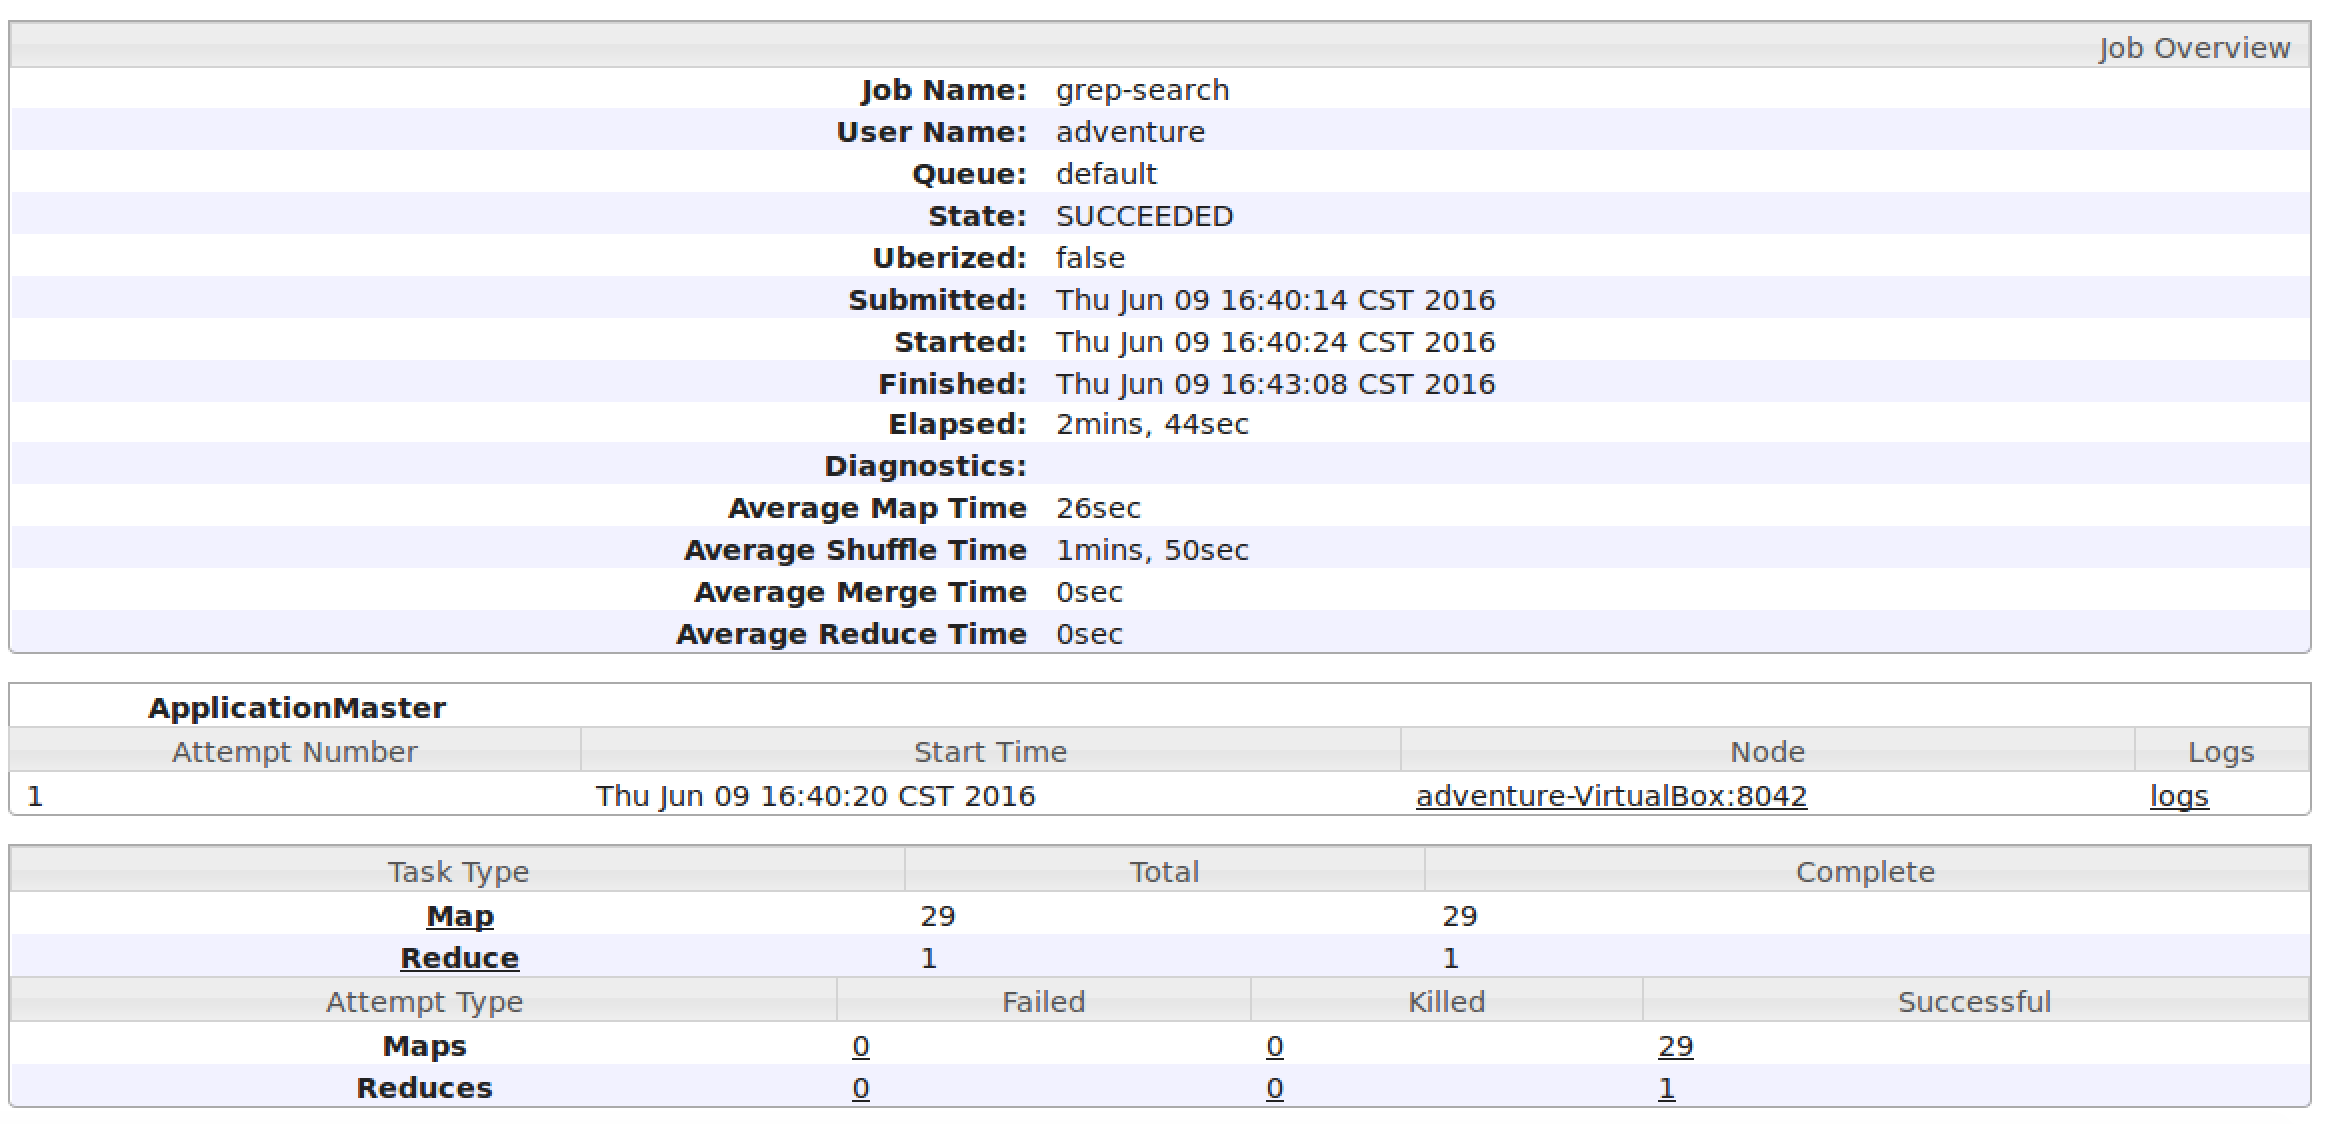 Job Overview
Job Name: grep-search
User Name: adventure
Queue: default
State: SUCCEEDED
Uberized: false
Submitted: Thu Jun 09 16:40:14 CST 2016
Started: Thu Jun 09 16:40:24 CST 2016
Finished: Thu Jun 09 16:43:08 CST 2016
Elapsed: 2mins, 44sec
Diagnostics:
Average Map Time 26sec
Average Shuffle Time 1mins, 50sec
Average Merge Time 0sec
Average Reduce Time 0sec
ApplicationMaster
Attempt Number Start Time Node Logs
1 Thu Jun 09 16:40:20 CST 2016 adventure-VirtualBox:8042 logs
Task Type Total Complete
Map 29 29
Reduce 1 1
Attempt Type Failed Killed Successful
Maps 0 0 29
Reduces 0 0 1